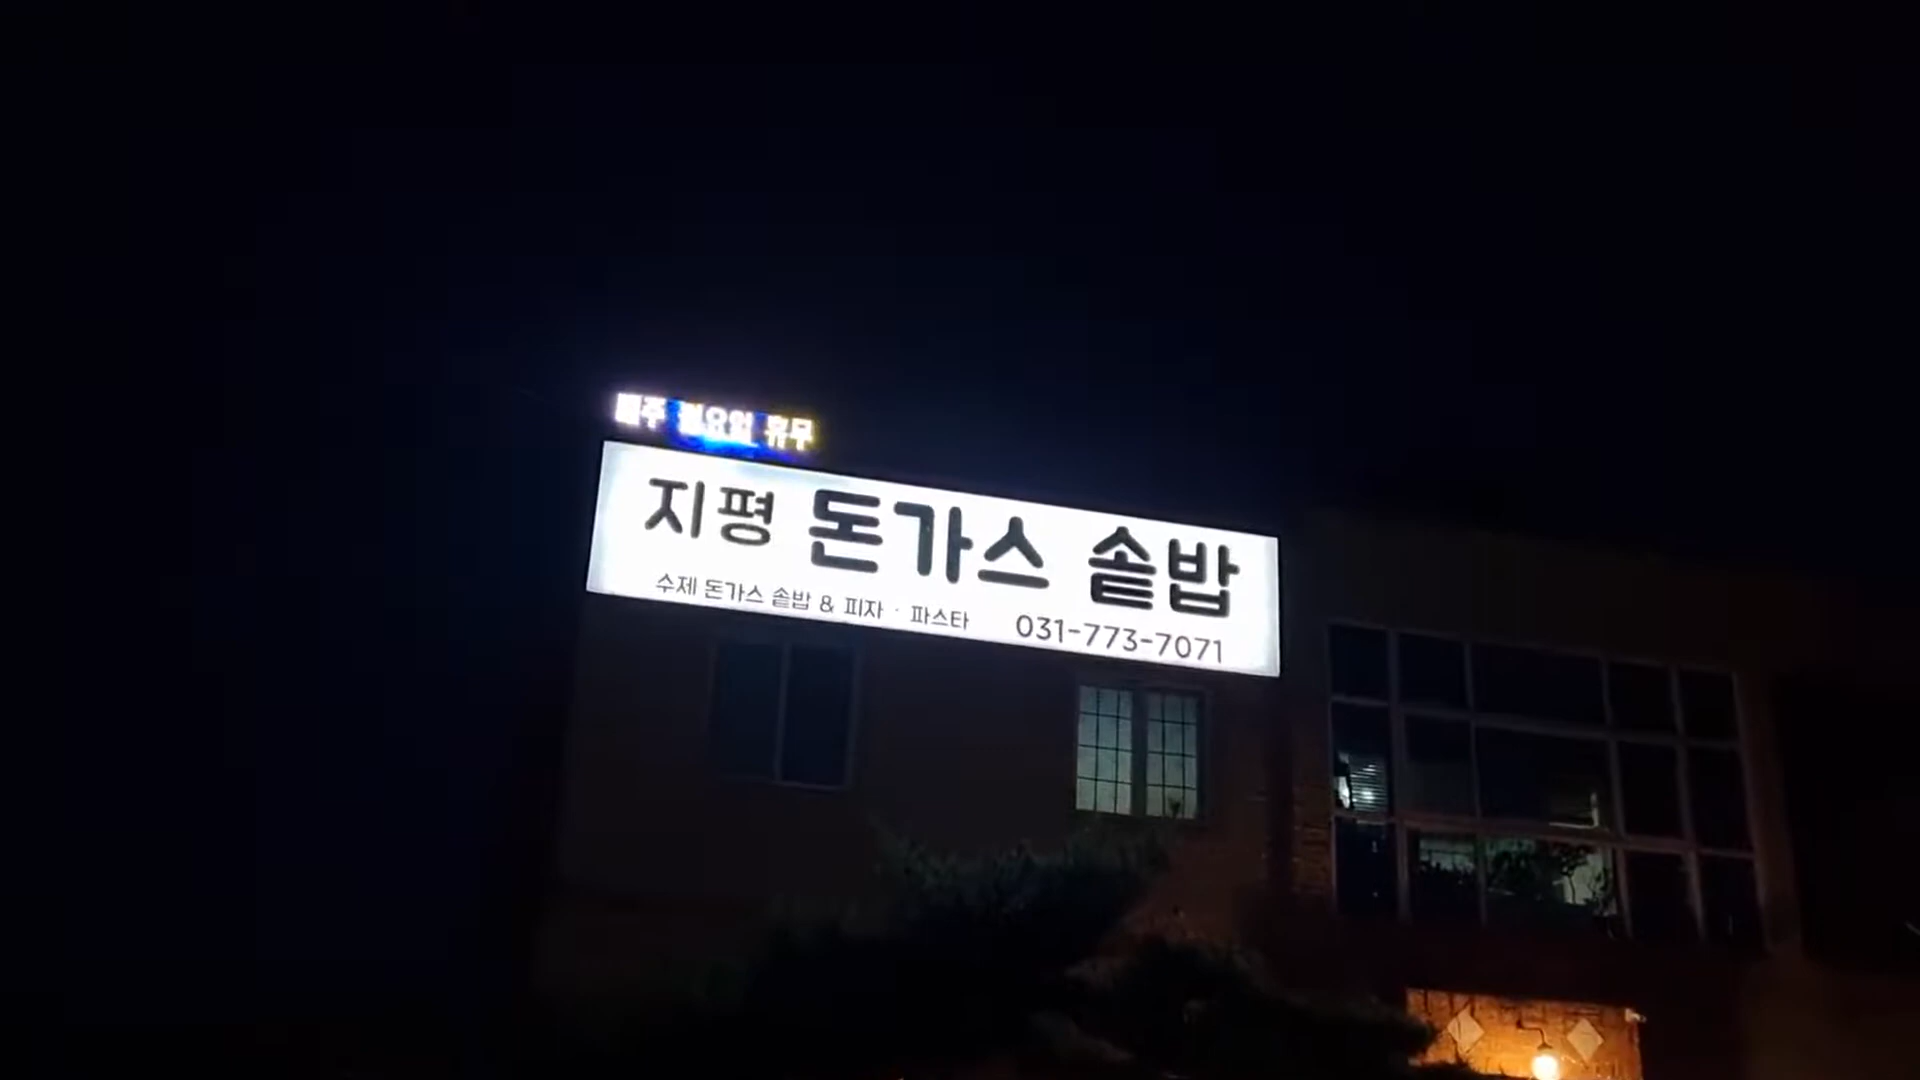 매주 월요일 휴무
지평 돈가스 솥밥
수제 돈가스 솥밥 & 피자 · 파스타 031-773-7071